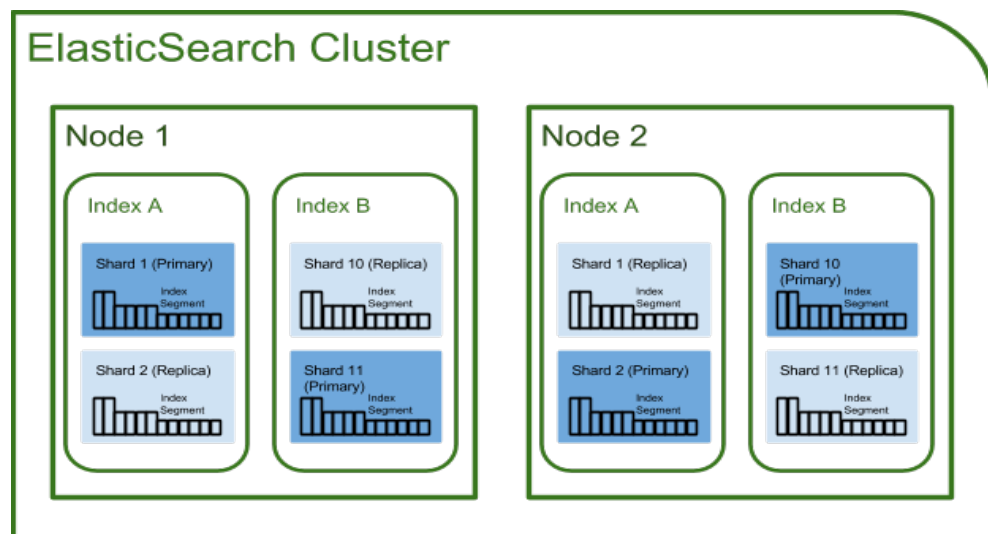 ElasticSearch Cluster
Node 1
Index A
Shard 1 (Primary)
Index
Segment
Shard 2 (Replica)
Index
Segment
Index B
Shard 10 (Replica)
Index
Segment
Shard 11
(Primary)
Index
Segment
Node 2
Index A
Shard 1 (Replica)
Index
Segment
Shard 2 (Primary)
Index
Segment
Index B
Shard 10
(Primary)
Index
Segment
Shard 11 (Replica)
Index
Segment